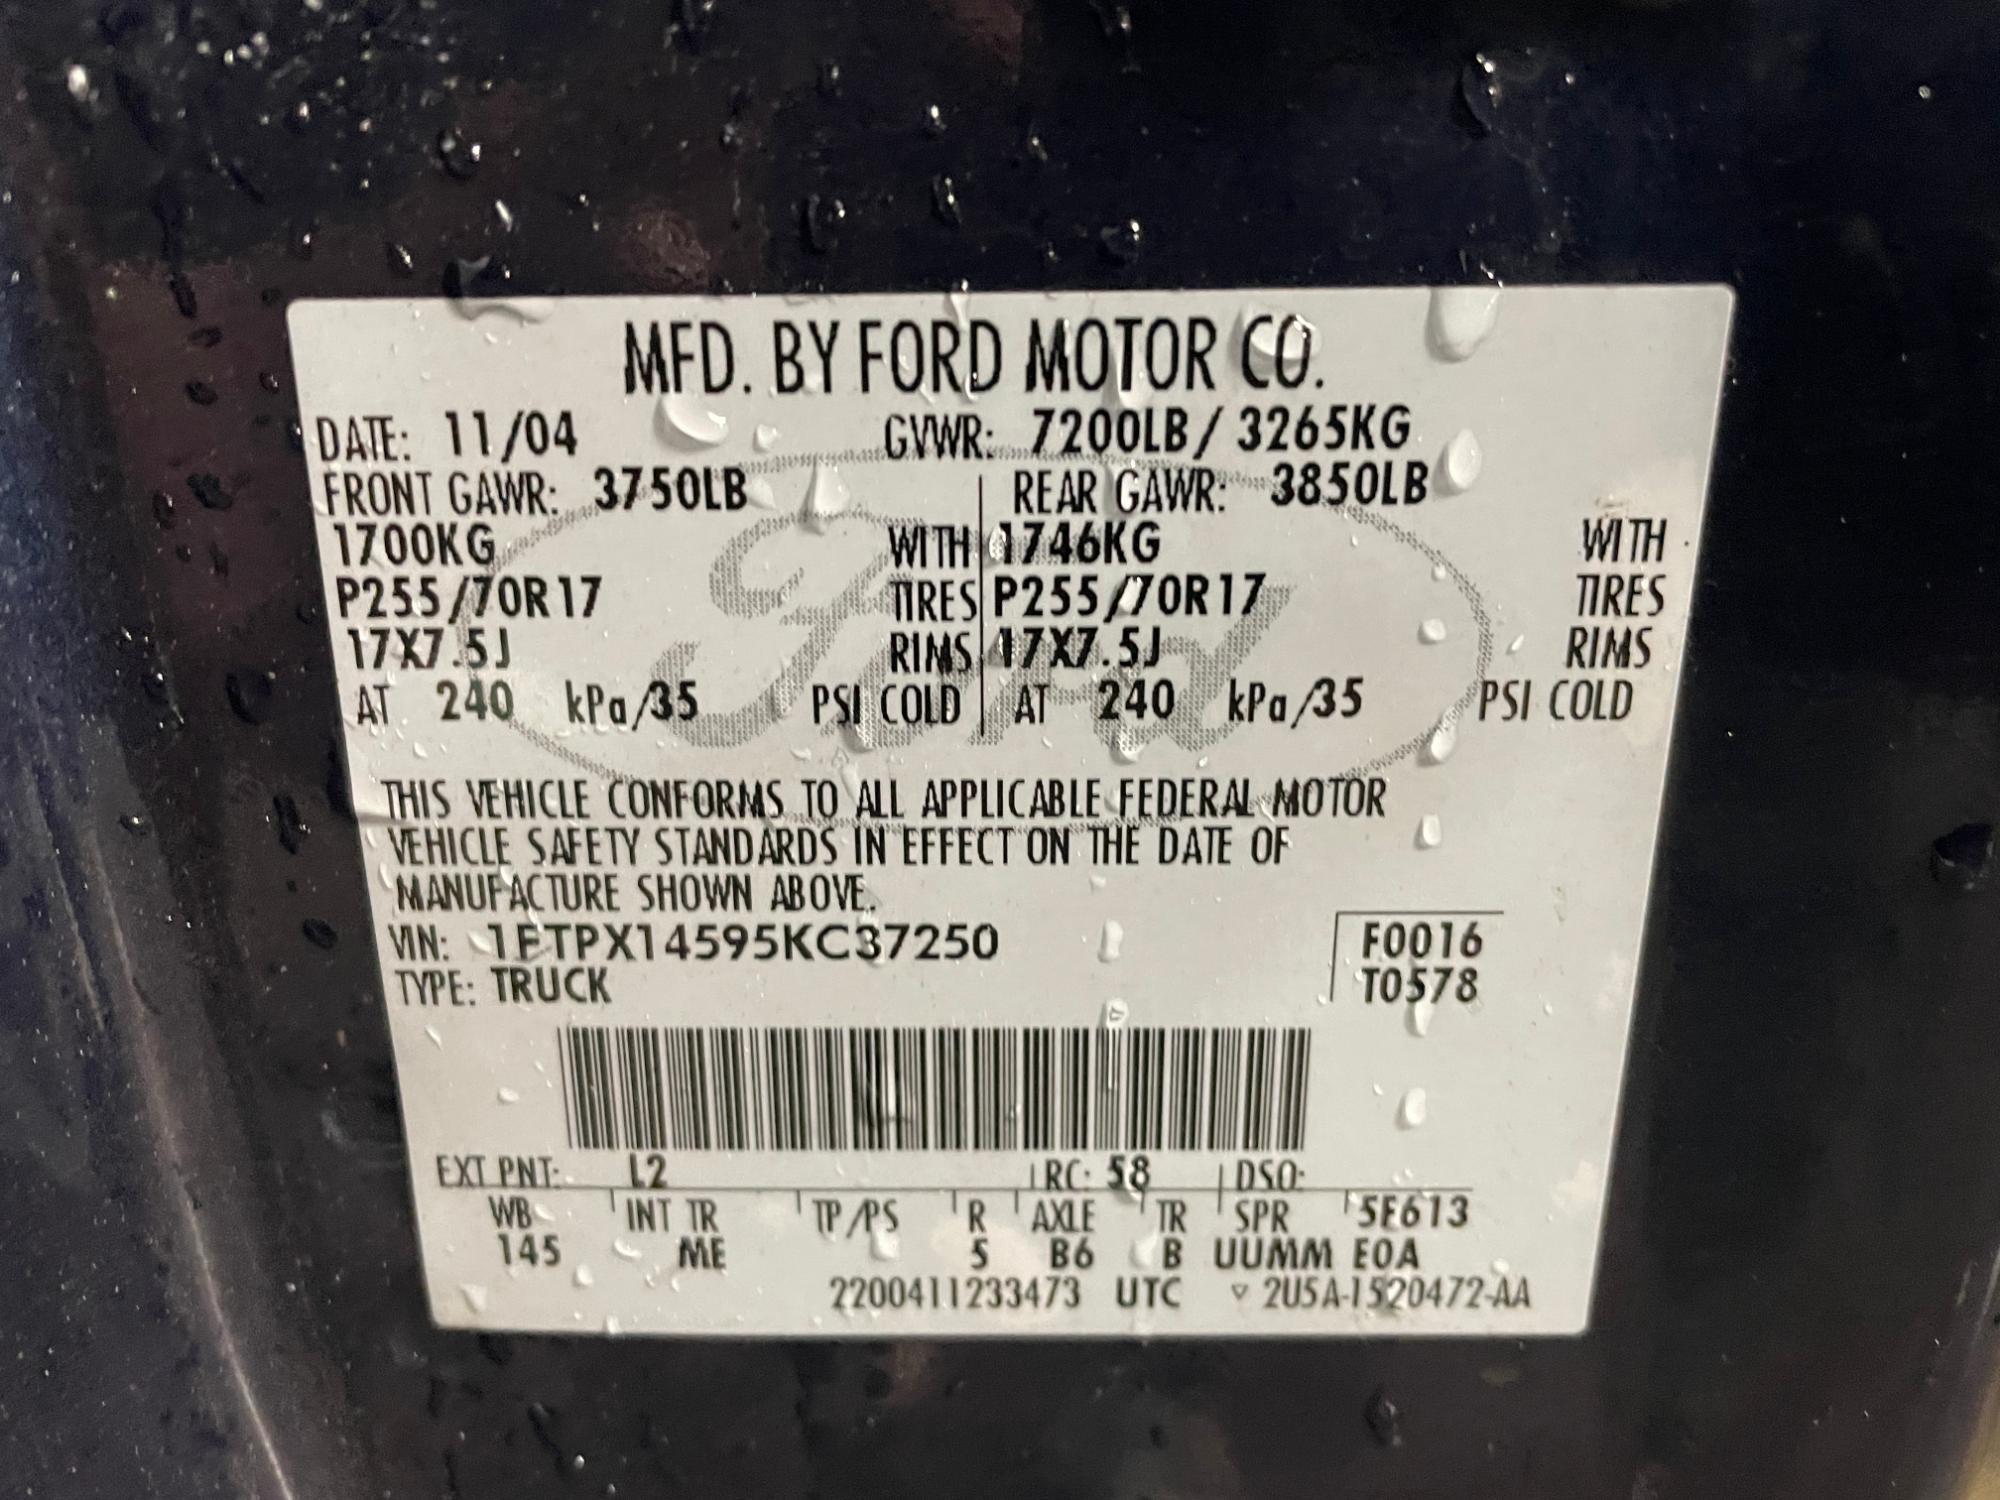 MFD. BY FORD MOTOR CO.
DATE: 11/04 GVWR: 7200LB/ 3265KG
FRONT GAWR: 3750LB REAR GAWR: 3850LB
1700KG WITH 1746KG WITH
P255/70R17 TIRES P255/70R17 TIRES
17X7.5J RIMS 17X7.5J RIMS
AT 240 kPa/35 PSI COLD AT 240 kPa/35 PSI COLD
Ford
THIS VEHICLE CONFORMS TO ALL APPLICABLE FEDERAL MOTOR
VEHICLE SAFETY STANDARDS IN EFFECT ON THE DATE OF
MANUFACTURE SHOWN ABOVE.
VIN: 1FTPX14595KC37250 F0016
TYPE: TRUCK T0578
EXT PNT: L2 RC: 58 DSO:
WB INT TR TP/PS R AXLE TR SPR 5F613
145 ME 5 B6 B UUMM E0A
2200411233473 UTC ▽ 2U5A-1520472-AA